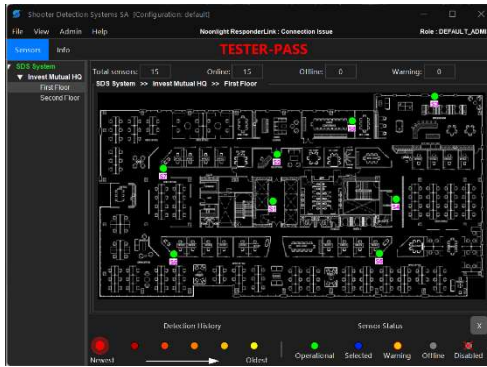 Shooter Detection Systems SA [Configuration: default]
File View Admin Help Noonlight ResponderLink : Connection Issue Role : DEFAULT_ADMI
Sensors Info TESTER-PASS
SDS System
Invest Mutual HQ
First Floor
Second Floor
Total sensors: 15 Online: 15 Offline: 0 Warning: 0
SDS System >> Invest Mutual HQ >> First Floor
Detection History Sensor Status X
Newest Oldest Operational Selected Warning Offline Disabled